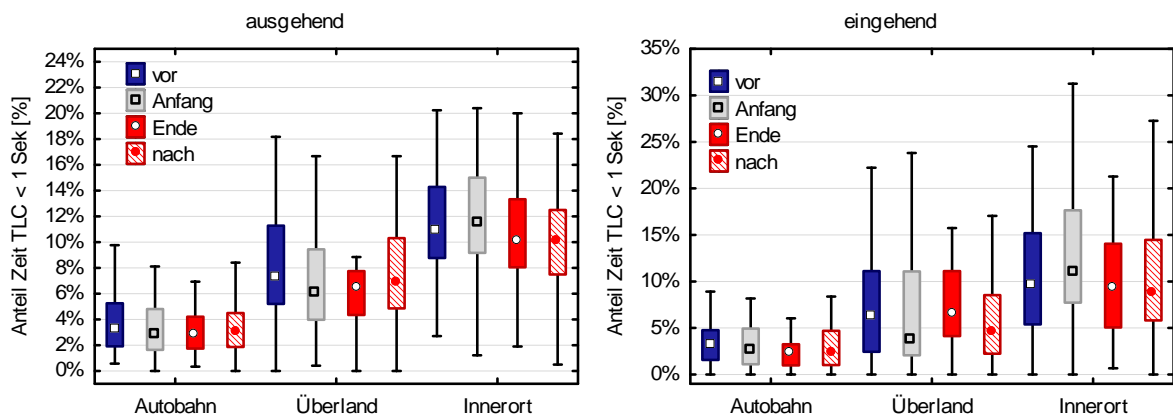 ausgehend
Anteil Zeit TLC < 1 Sek [%]
24%
22%
20%
18%
16%
14%
12%
10%
8%
6%
4%
2%
0%
vor
Anfang
Ende
nach
Autobahn Überland Innerort
eingehend
Anteil Zeit TLC < 1 Sek [%]
35%
30%
25%
20%
15%
10%
5%
0%
vor
Anfang
Ende
nach
Autobahn Überland Innerort